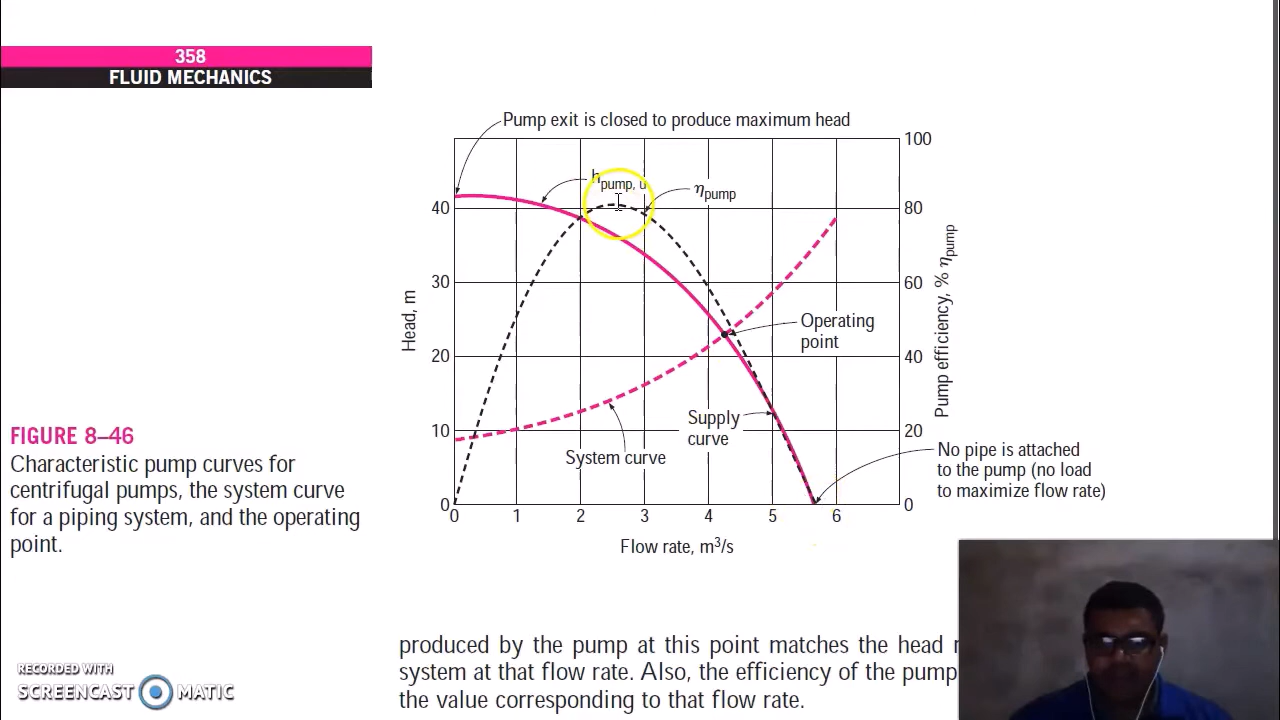 358
FLUID MECHANICS
Pump exit is closed to produce maximum head
hpump, u
ηpump
100
80
60
40
20
0
Pump efficiency, % ηpump
40
30
20
10
0
Head, m
Operating
point
Supply
curve
System curve
No pipe is attached
to the pump (no load
to maximize flow rate)
0 1 2 3 4 5 6
Flow rate, m³/s
FIGURE 8–46
Characteristic pump curves for
centrifugal pumps, the system curve
for a piping system, and the operating
point.
produced by the pump at this point matches the head
system at that flow rate. Also, the efficiency of the pump
the value corresponding to that flow rate.
RECORDED WITH
SCREENCAST MATIC